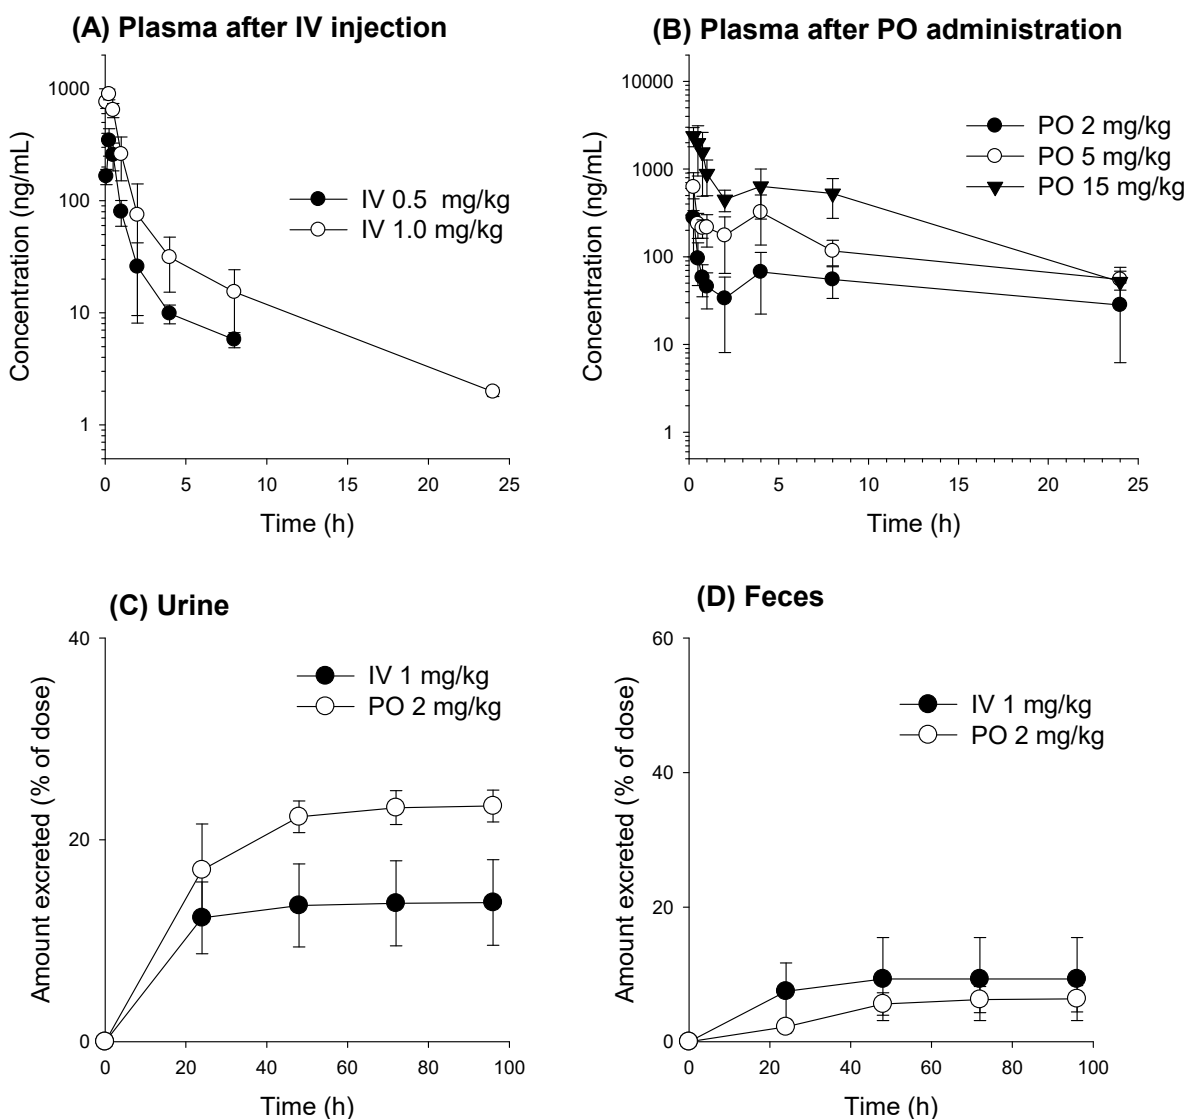 (A) Plasma after IV injection
Concentration (ng/mL)
1000
100
10
1
IV 0.5 mg/kg
IV 1.0 mg/kg
0 5 10 15 20 25
Time (h)
(B) Plasma after PO administration
Concentration (ng/mL)
10000
1000
100
10
1
PO 2 mg/kg
PO 5 mg/kg
PO 15 mg/kg
0 5 10 15 20 25
Time (h)
(C) Urine
Amount excreted (% of dose)
40
20
0
IV 1 mg/kg
PO 2 mg/kg
0 20 40 60 80 100
Time (h)
(D) Feces
Amount excreted (% of dose)
60
40
20
0
IV 1 mg/kg
PO 2 mg/kg
0 20 40 60 80 100
Time (h)